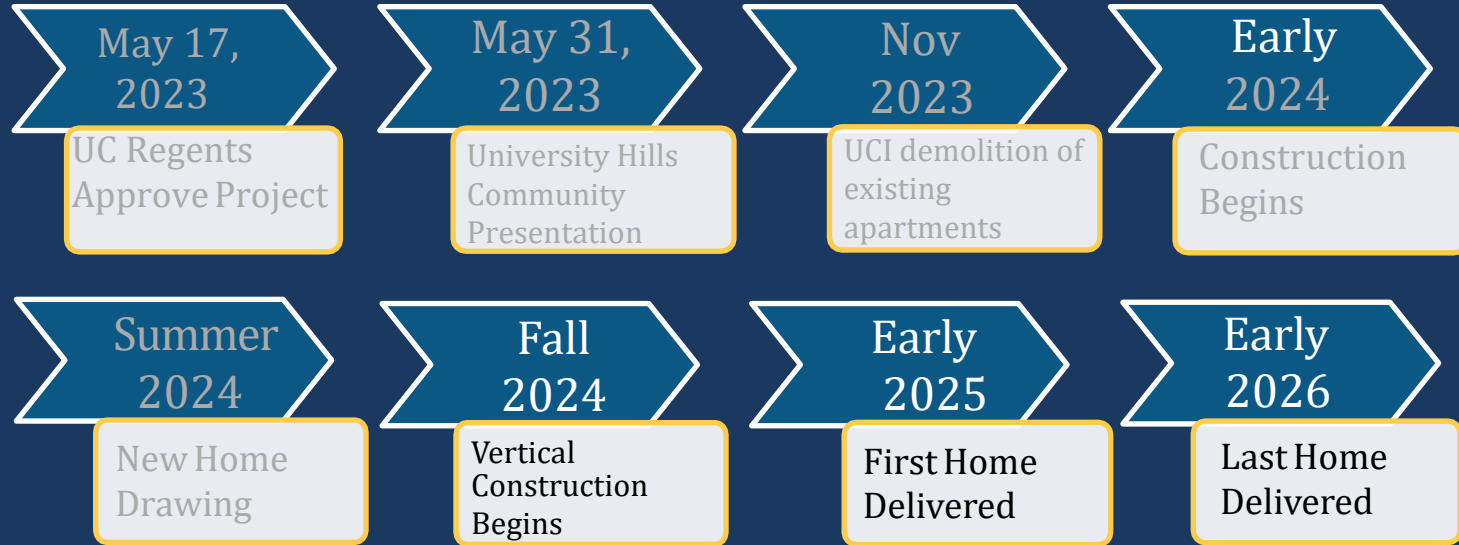 May 17,
2023
UC Regents
Approve Project
May 31,
2023
University Hills
Community
Presentation
Nov
2023
UCI demolition of
existing
apartments
Early
2024
Construction
Begins
Summer
2024
New Home
Drawing
Fall
2024
Vertical
Construction
Begins
Early
2025
First Home
Delivered
Early
2026
Last Home
Delivered